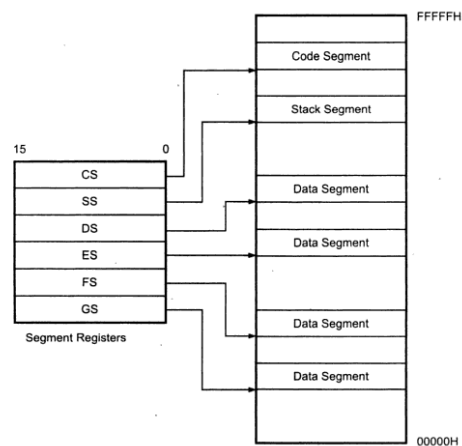 FFFFFH
Code Segment
Stack Segment
15 0
CS
SS
DS
ES
FS
GS
Segment Registers
Data Segment
Data Segment
Data Segment
Data Segment
00000H